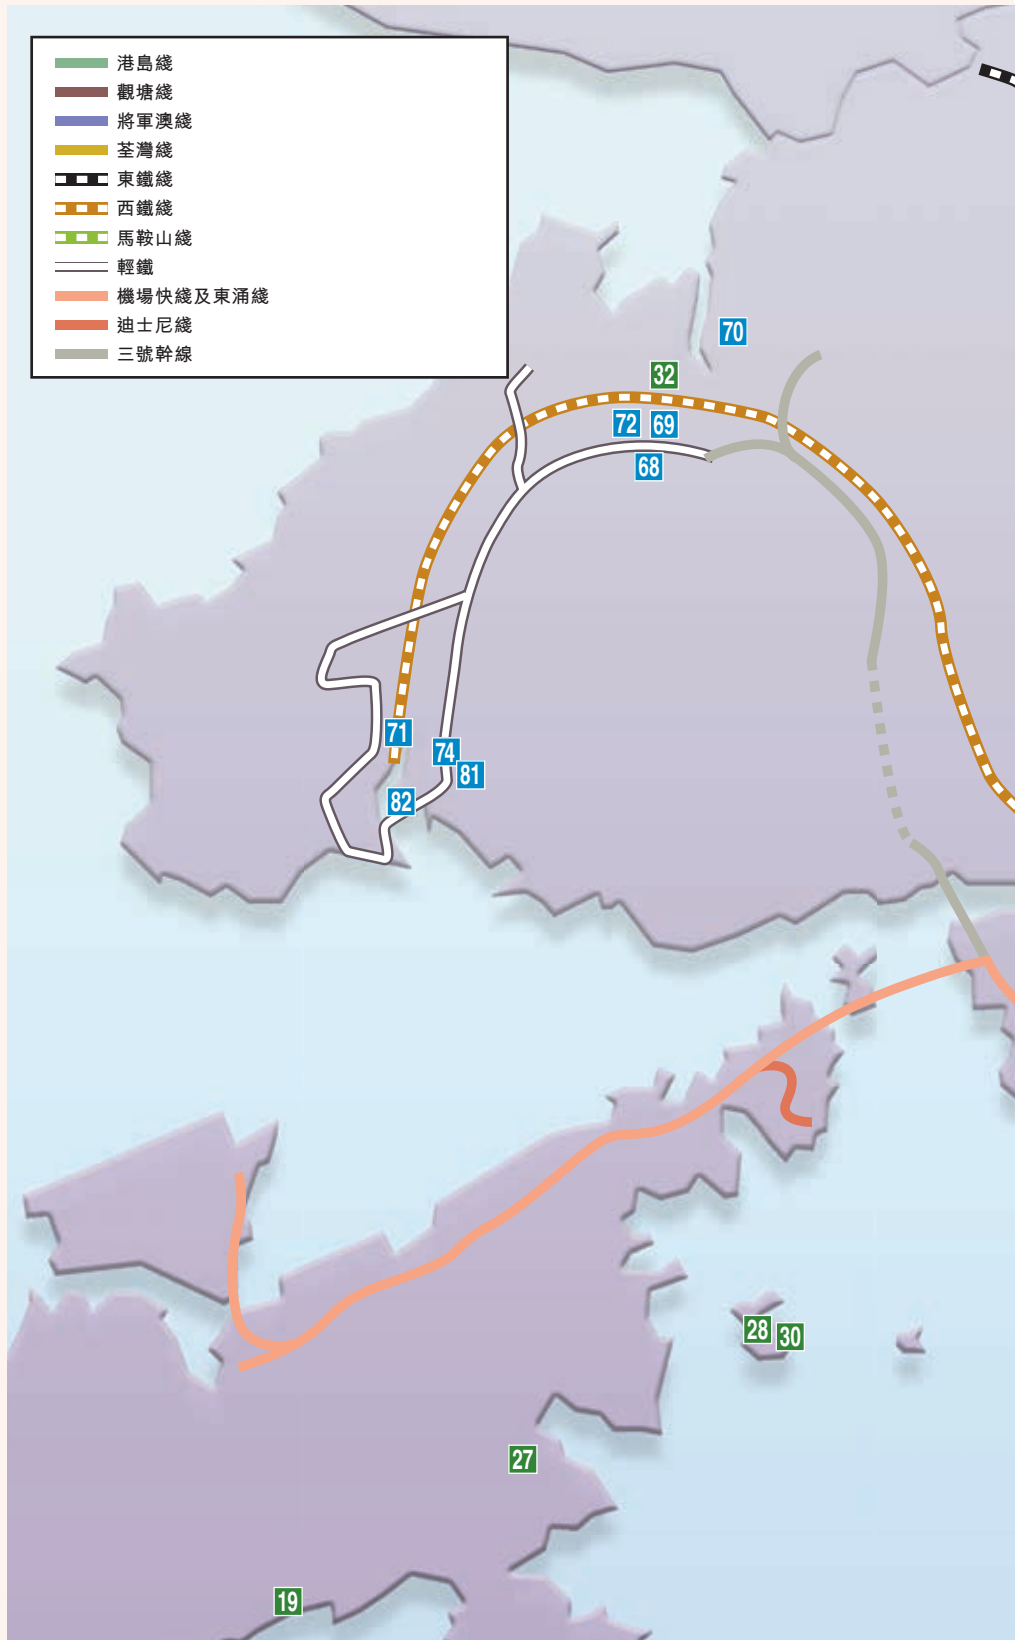 港島綫
觀塘綫
將軍澳綫
荃灣綫
東鐵綫
西鐵綫
馬鞍山綫
輕鐵
機場快綫及東涌綫
迪士尼綫
三號幹線
70
32
72 69
68
71
74
81
82
28
30
27
19